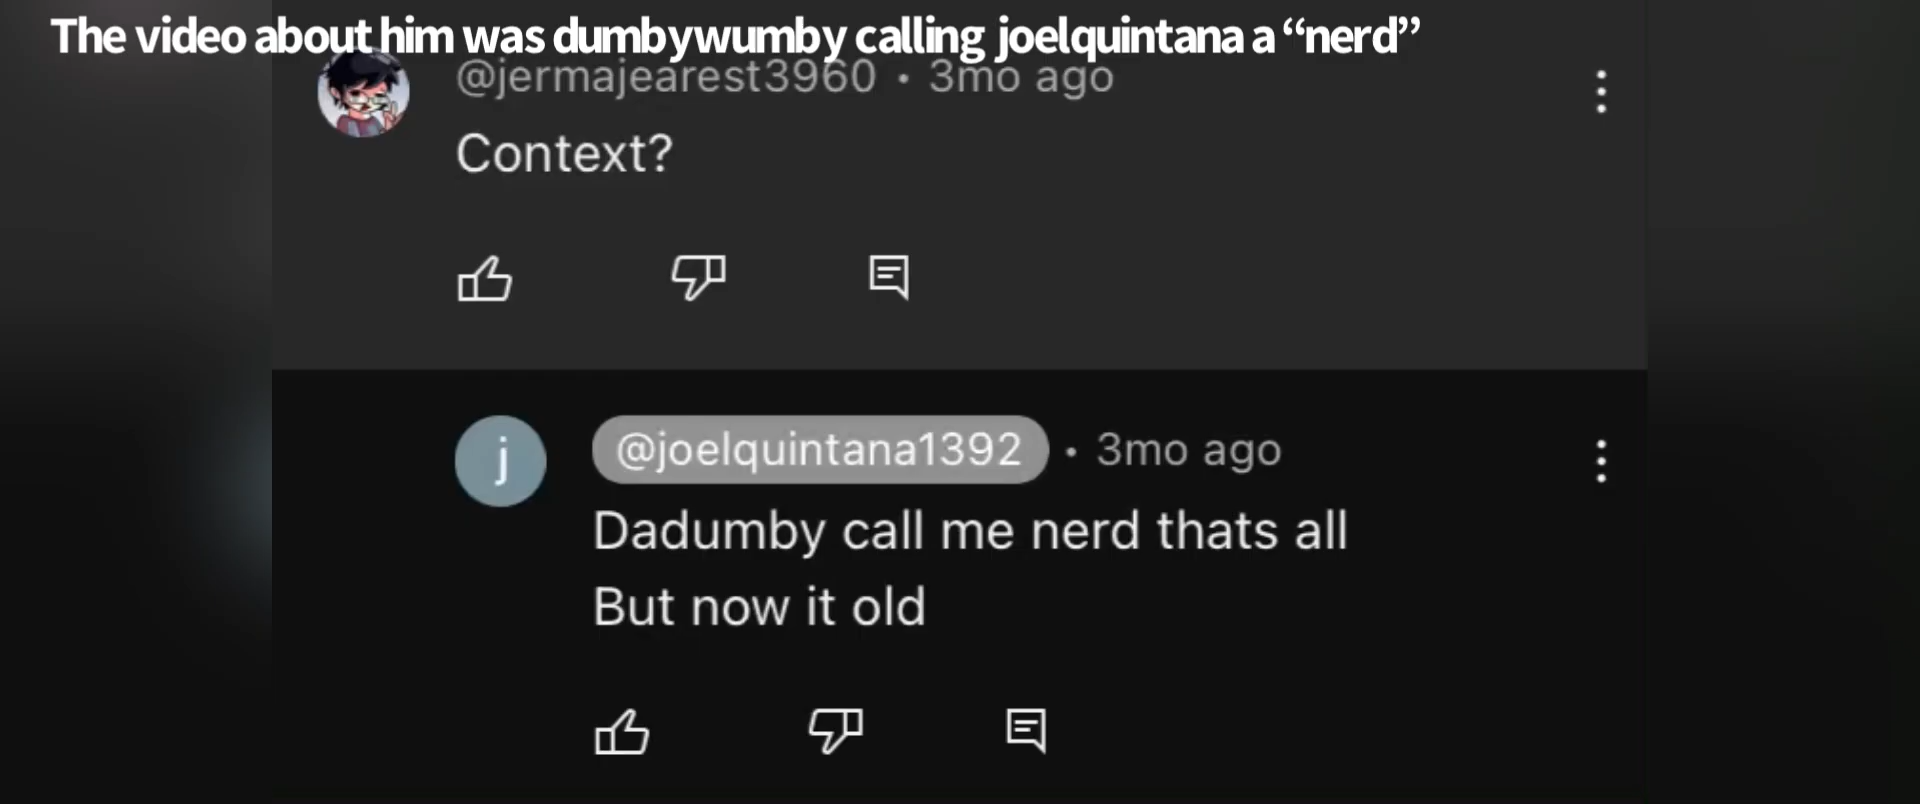 The video about him was dumbywumby calling joelquintana a “nerd”
@jermajearest3960 • 3mo ago
Context?
j
@joelquintana1392 • 3mo ago
Dadumby call me nerd thats all
But now it old